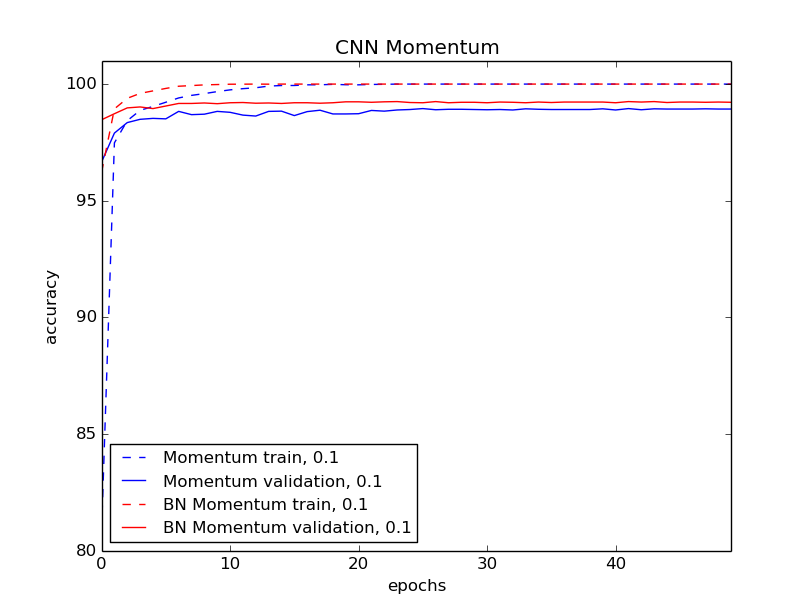 CNN Momentum
accuracy
100
95
90
85
80
Momentum train, 0.1
Momentum validation, 0.1
BN Momentum train, 0.1
BN Momentum validation, 0.1
0 10 20 30 40
epochs